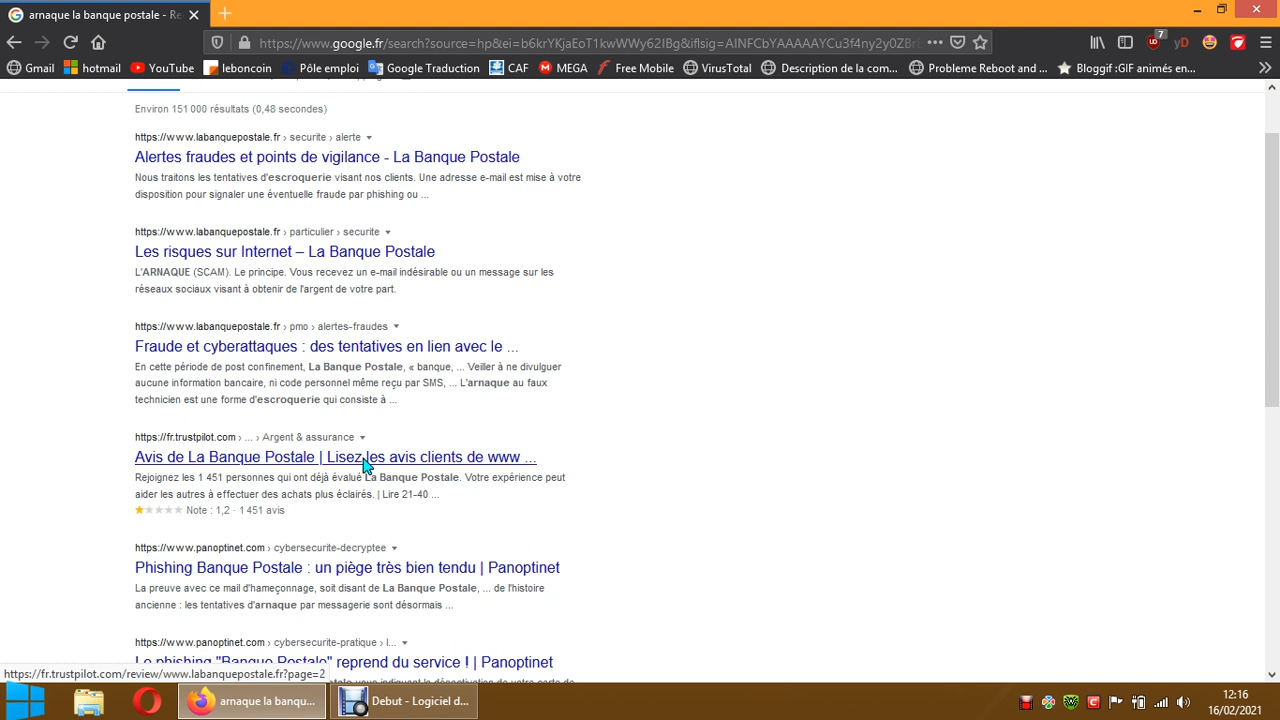 arnaque la banque postale - Re
https://www.google.fr/search?source=hp&ei=b6krYKjaEoT1kwWWy62IBg&iflsig=AINFCbYAAAAAYCu3f4ny2y0Z
7
Gmail hotmail YouTube leboncoin Pôle emploi Google Traduction CAF MEGA Free Mobile VirusTotal Description de la com... Probleme Reboot and ... Bloggif :GIF animés en...
Environ 151 000 résultats (0,48 secondes)
https://www.labanquepostale.fr › securite › alerte
Alertes fraudes et points de vigilance - La Banque Postale
Nous traitons les tentatives d'escroquerie visant nos clients. Une adresse e-mail est mise à votre
disposition pour signaler une éventuelle fraude par phishing ou ...
https://www.labanquepostale.fr › particulier › securite
Les risques sur Internet – La Banque Postale
L'ARNAQUE (SCAM). Le principe. Vous recevez un e-mail indésirable ou un message sur les
réseaux sociaux visant à obtenir de l'argent de votre part.
https://www.labanquepostale.fr › pmo › alertes-fraudes
Fraude et cyberattaques : des tentatives en lien avec le ...
En cette période de post confinement, La Banque Postale, « banque, ... Veiller à ne divulguer
aucune information bancaire, ni code personnel même reçu par SMS, ... L'arnaque au faux
technicien est une forme d'escroquerie qui consiste à ...
https://fr.trustpilot.com › ... › Argent & assurance
Avis de La Banque Postale | Lisez les avis clients de www ...
Rejoignez les 1 451 personnes qui ont déjà évalué La Banque Postale. Votre expérience peut
aider les autres à effectuer des achats plus éclairés. | Lire 21-40 ...
Note : 1,2 · 1 451 avis
https://www.panoptinet.com › cybersecurite-decryptee
Phishing Banque Postale : un piège très bien tendu | Panoptinet
La preuve avec ce mail d'hameçonnage, soit disant de La Banque Postale, ... de l'histoire
ancienne : les tentatives d'arnaque par messagerie sont désormais ...
https://www.panoptinet.com › cybersecurite-pratique › l...
Le phishing "Banque Postale" reprend du service ! | Panoptinet
https://fr.trustpilot.com/review/www.labanquepostale.fr?page=2
arnaque la banqu... Debut - Logiciel d...
12:16
16/02/2021